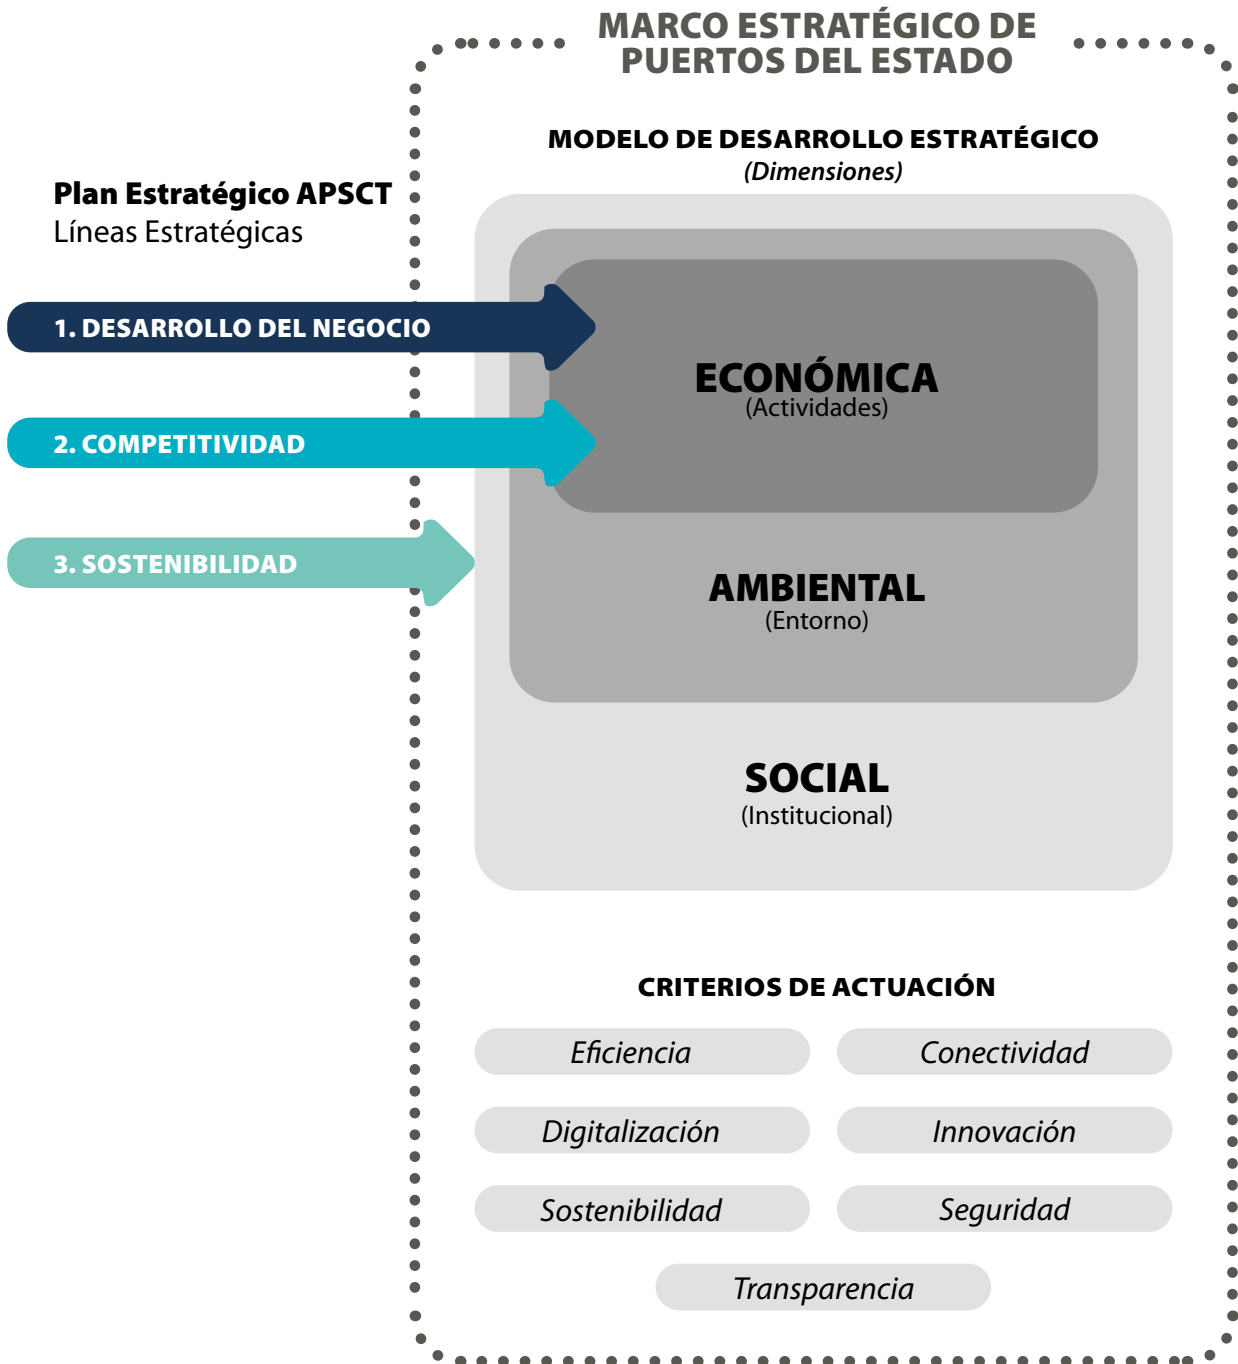 MARCO ESTRATÉGICO DE
PUERTOS DEL ESTADO
MODELO DE DESARROLLO ESTRATÉGICO
(Dimensiones)
Plan Estratégico APSCT
Líneas Estratégicas
1. DESARROLLO DEL NEGOCIO
2. COMPETITIVIDAD
3. SOSTENIBILIDAD
ECONÓMICA
(Actividades)
AMBIENTAL
(Entorno)
SOCIAL
(Institucional)
CRITERIOS DE ACTUACIÓN
Eficiencia
Conectividad
Digitalización
Innovación
Sostenibilidad
Seguridad
Transparencia